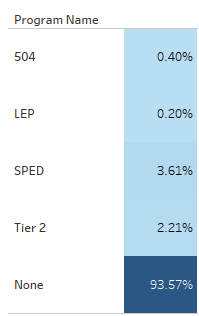 Program Name
504 0.40%
LEP 0.20%
SPED 3.61%
Tier 2 2.21%
None 93.57%